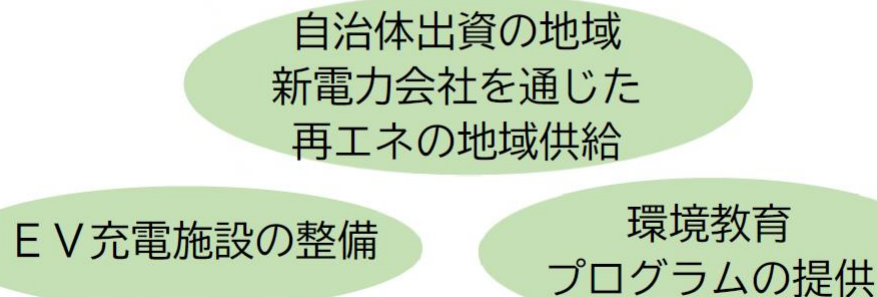 自治体出資の地域
新電力会社を通じた
再エネの地域供給
ＥＶ充電施設の整備
環境教育
プログラムの提供